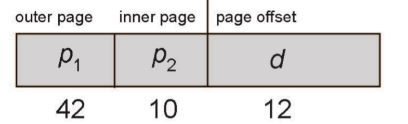 outer page inner page page offset
p1 p2 d
42 10 12